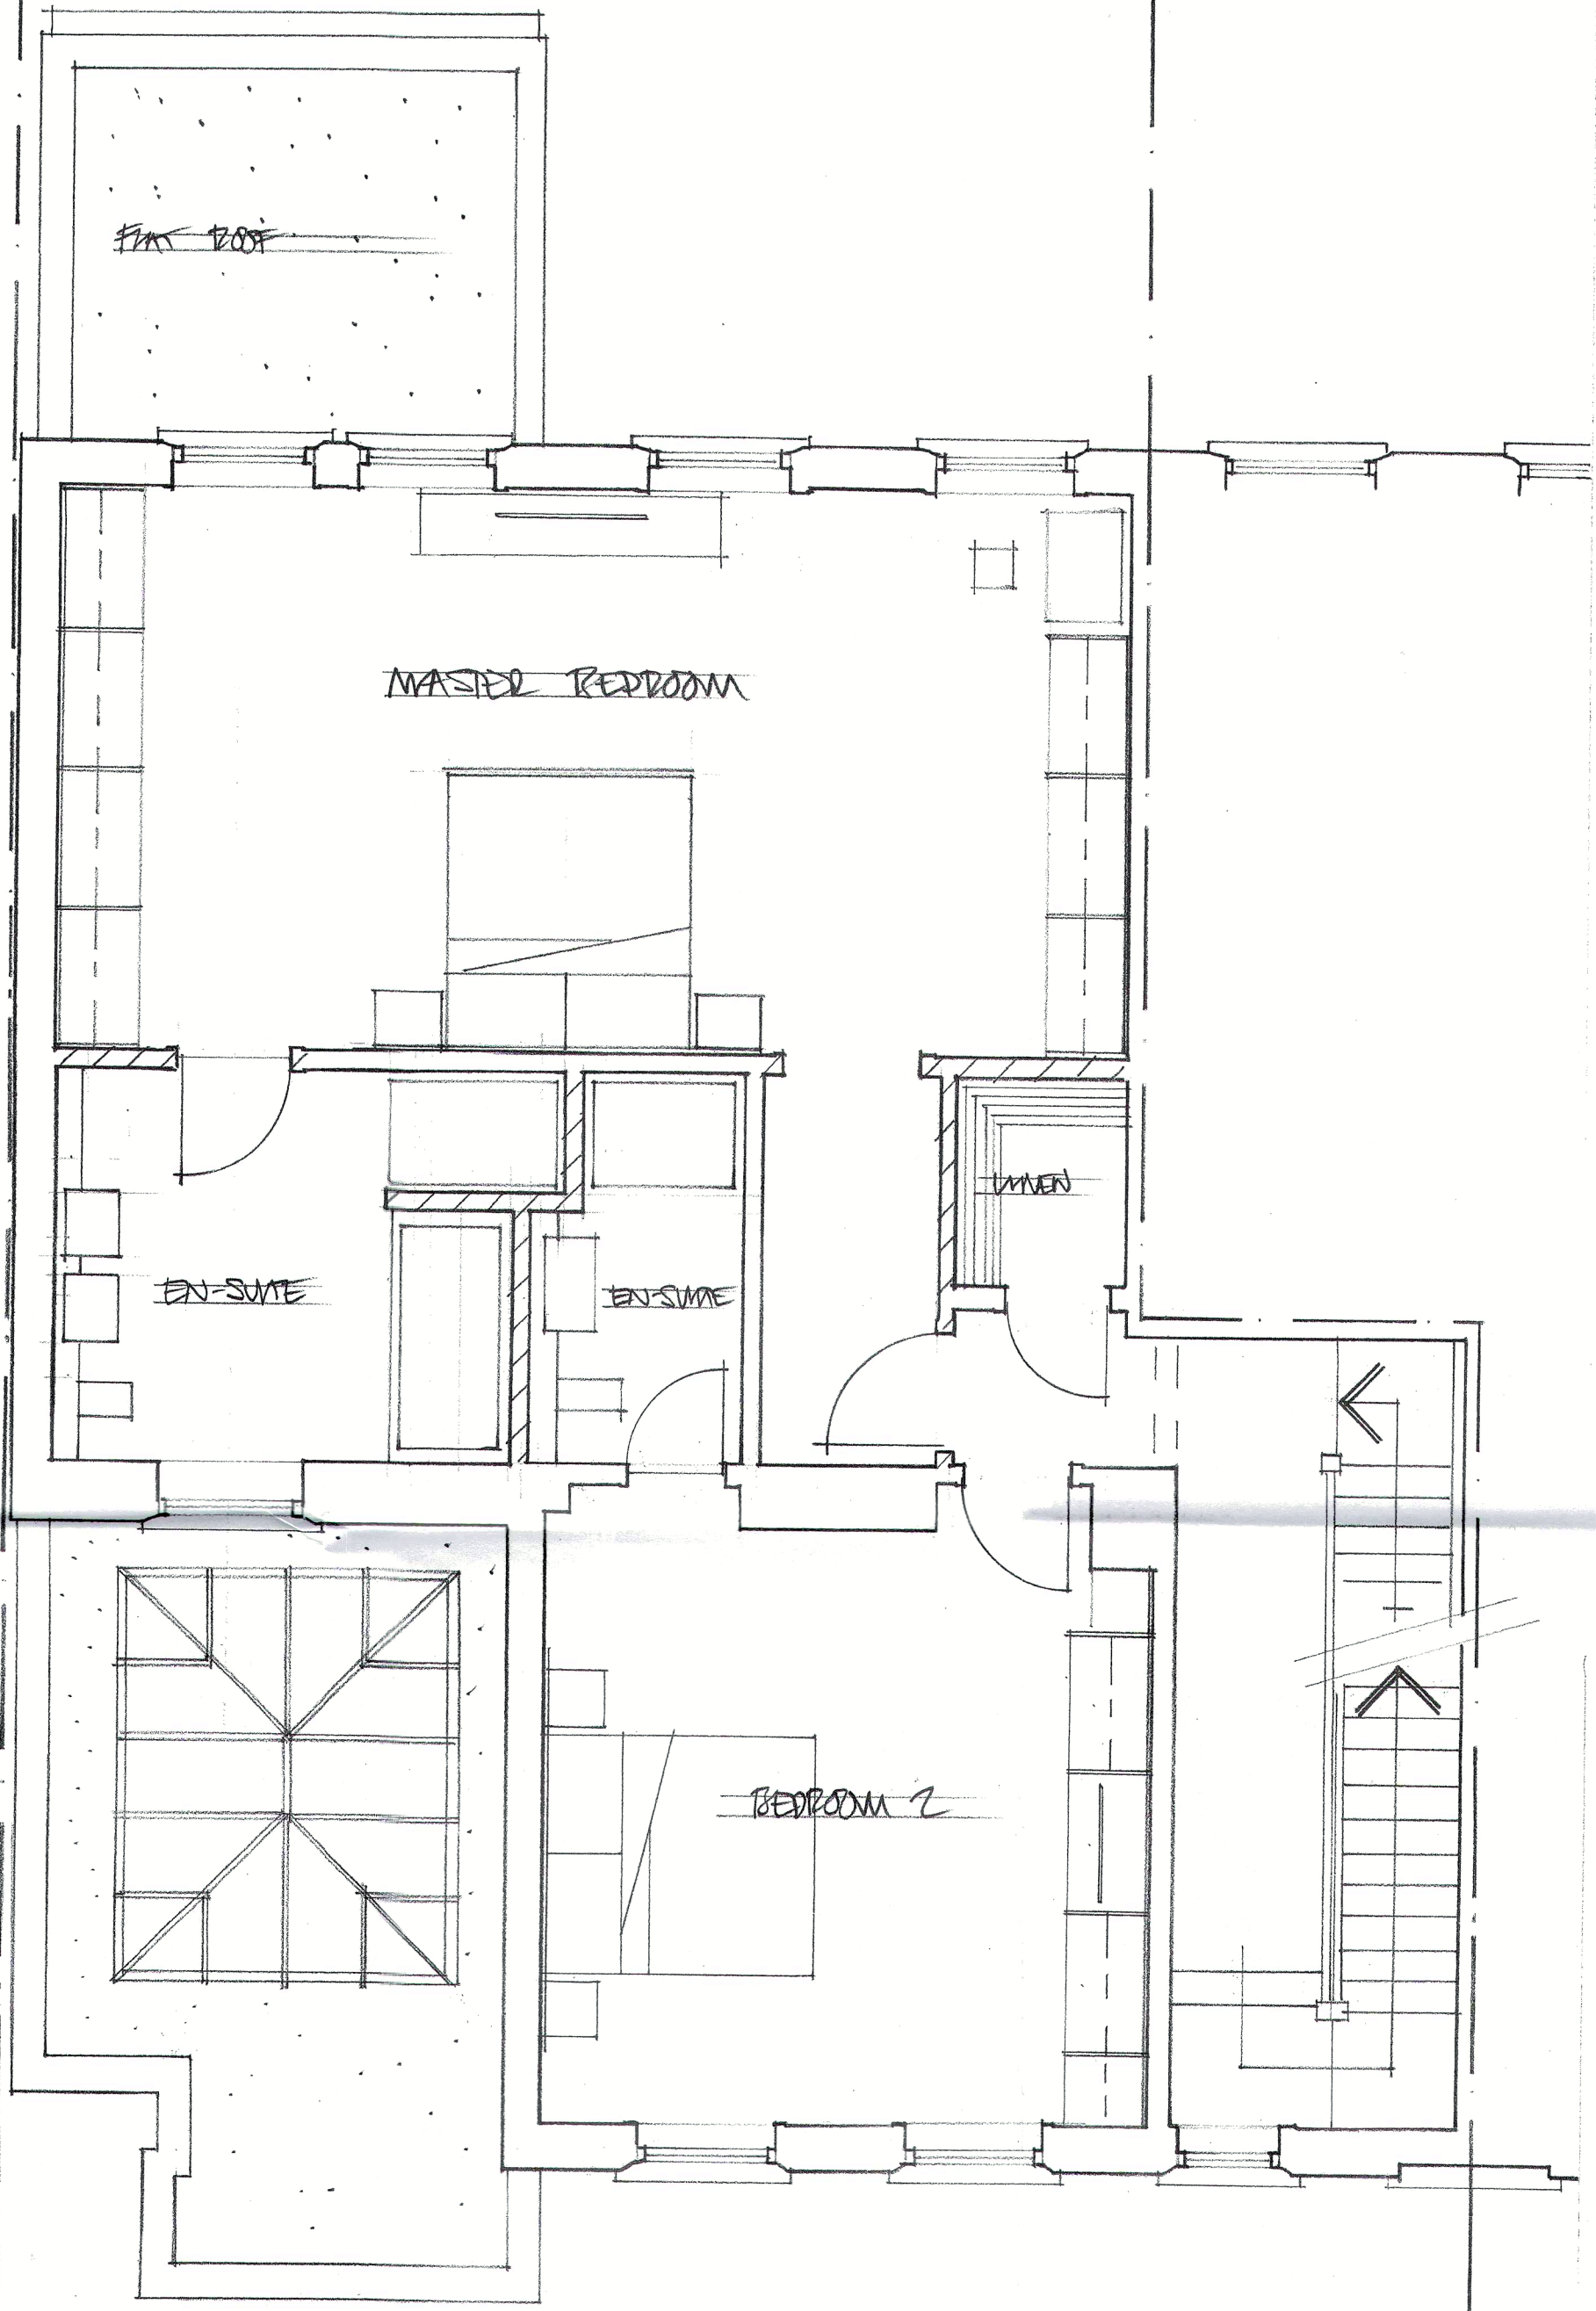 FLAT ROOF
MASTER BEDROOM
LINEN
EN-SUITE
EN-SUITE
BEDROOM 2